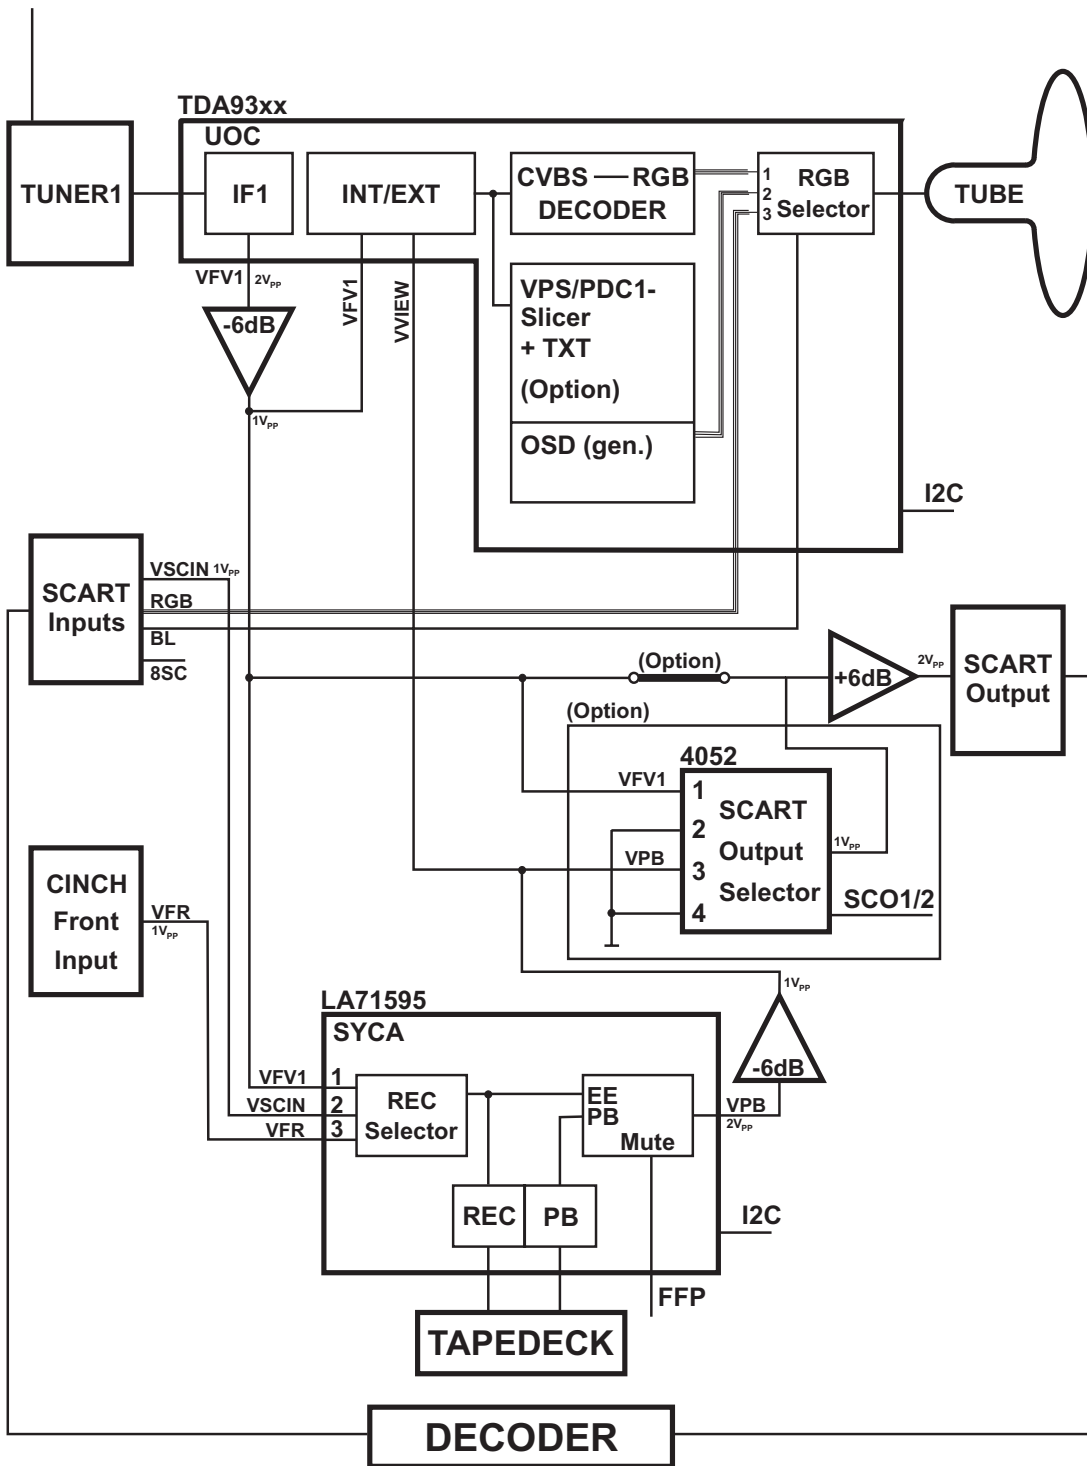 TDA93xx
UOC
TUNER1
IF1
INT/EXT
CVBS — RGB
DECODER
1
2
3
RGB
Selector
TUBE
VFV1 2VPP
-6dB
1VPP
VFV1
VVIEW
VPS/PDC1-
Slicer
+ TXT
(Option)
OSD (gen.)
I2C
SCART
Inputs
VSCIN 1VPP
RGB
BL
8SC
(Option)
+6dB
2VPP
SCART
Output
(Option)
4052
VFV1
VPB
1
2
3
4
SCART
Output
Selector
1VPP
SCO1/2
CINCH
Front
Input
VFR
1VPP
1VPP
-6dB
LA71595
SYCA
VFV1
VSCIN
VFR
1
2
3
REC
Selector
EE
PB
Mute
VPB
2VPP
REC
PB
I2C
FFP
TAPEDECK
DECODER